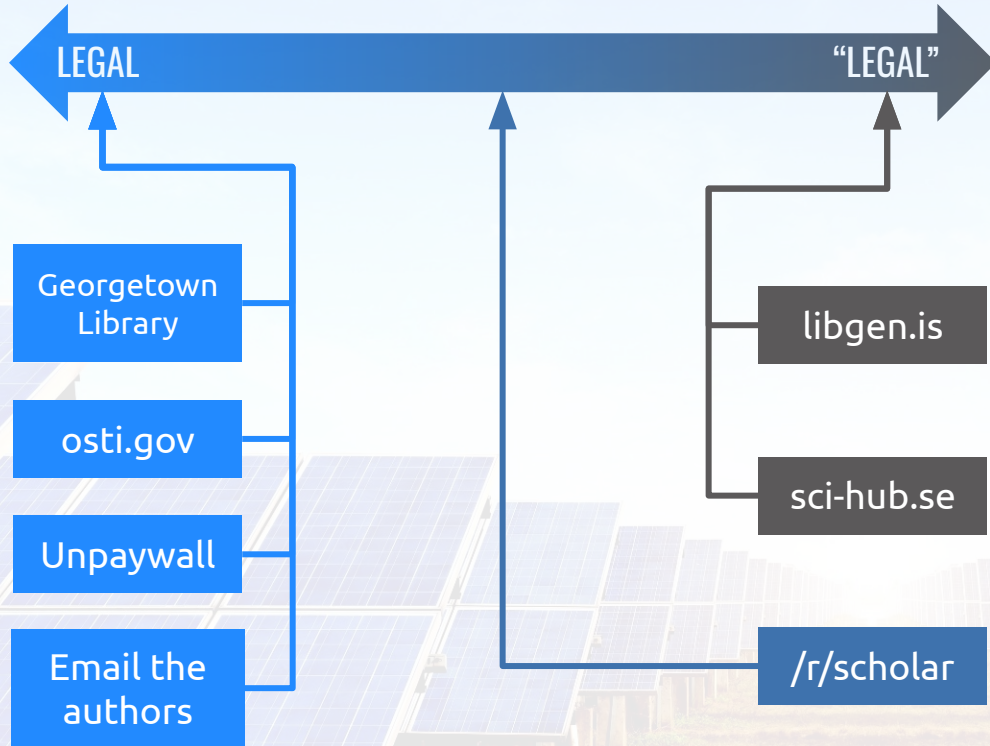 LEGAL
“LEGAL”
Georgetown
Library
osti.gov
Unpaywall
Email the
authors
libgen.is
sci-hub.se
/r/scholar